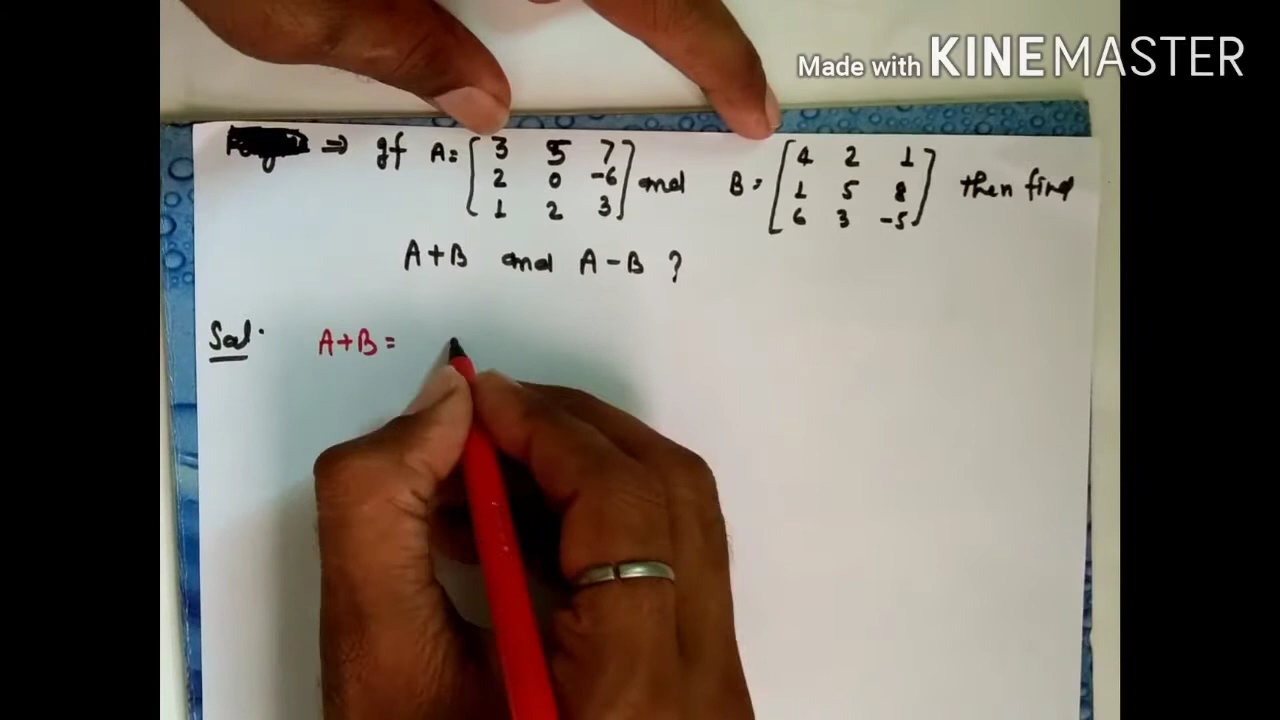 Made with KINEMASTER
⇒ If A = [3 5 7 and B = [4 2 1 then find
2 0 -6 1 5 8
1 2 3] 6 3 -5]
A+B and A-B ?
Sol. A+B =